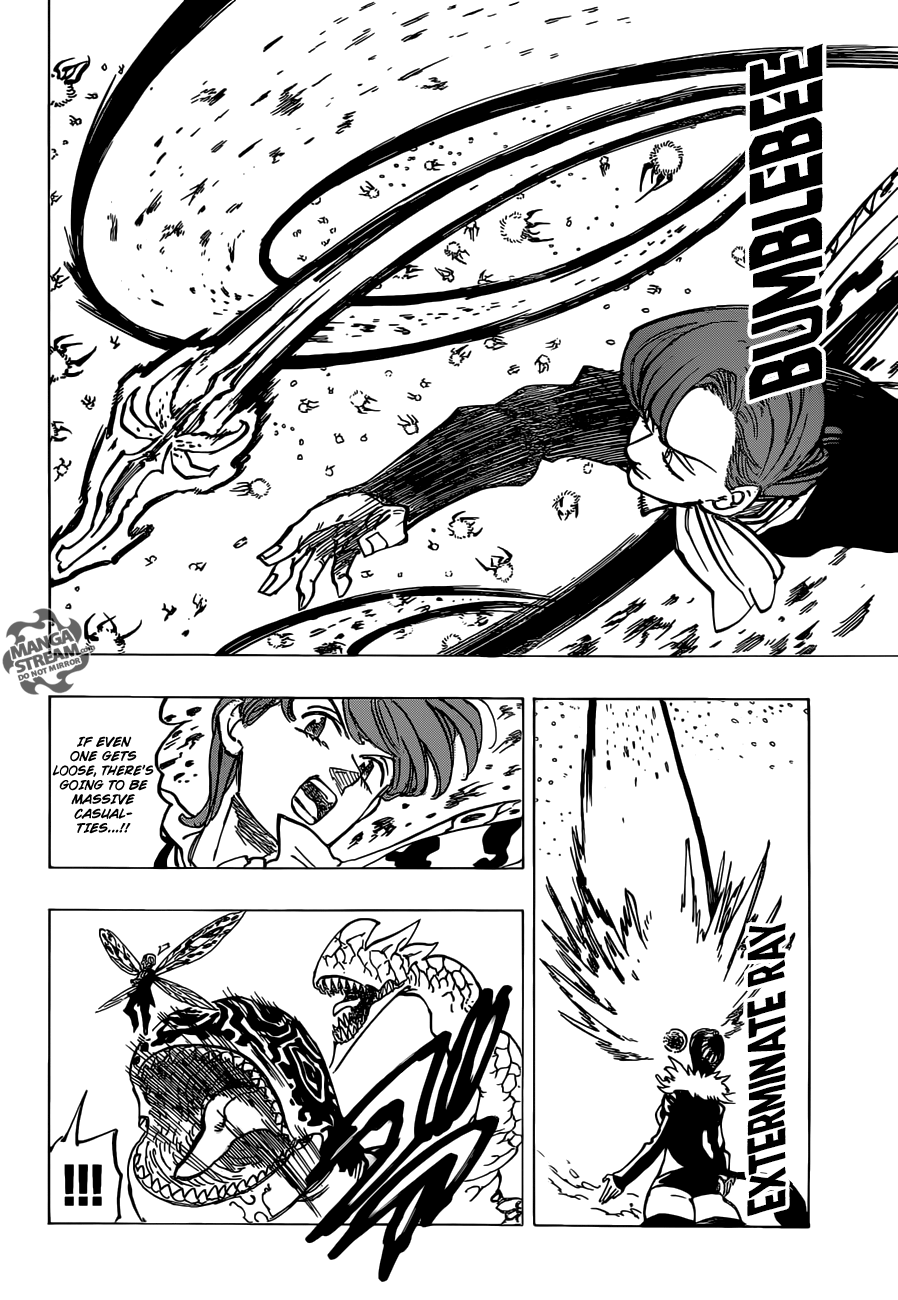 BUMBLEBEE
MANGA
STREAM.com
DO NOT MIRROR
EXTERMINATE RAY
IF EVEN
ONE GETS
LOOSE, THERE'S
GOING TO BE
MASSIVE
CASUAL-
TIES...!!
!!!